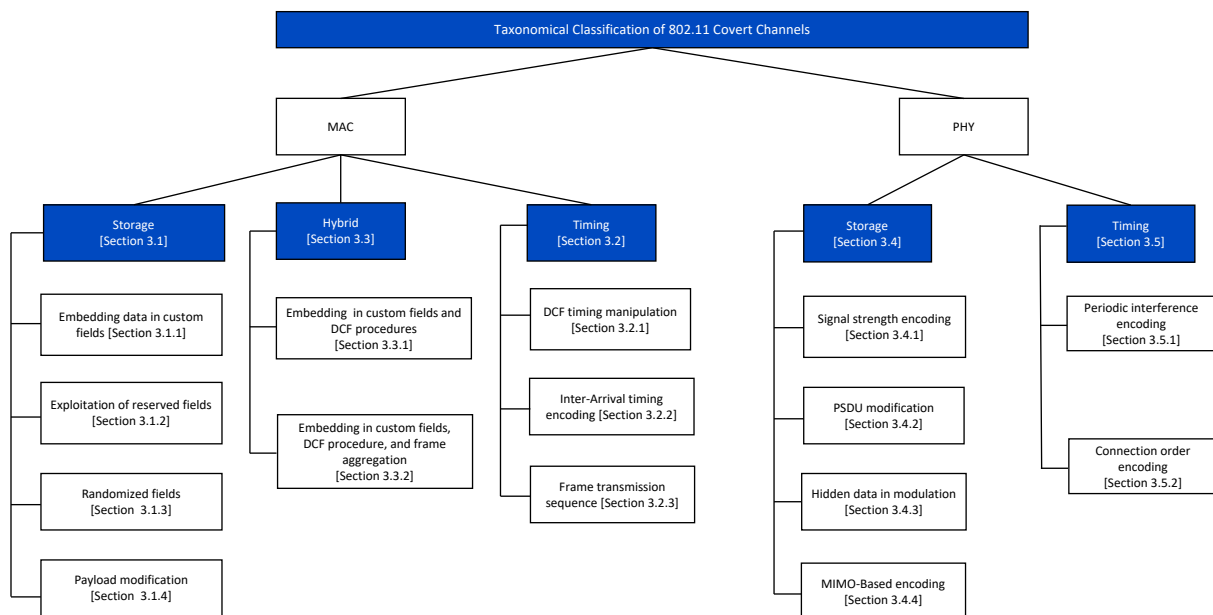 Taxonomical Classification of 802.11 Covert Channels
MAC
PHY
Storage
[Section 3.1]
Hybrid
[Section 3.3]
Timing
[Section 3.2]
Storage
[Section 3.4]
Timing
[Section 3.5]
Embedding data in custom
fields [Section 3.1.1]
Exploitation of reserved fields
[Section 3.1.2]
Randomized fields
[Section 3.1.3]
Payload modification
[Section 3.1.4]
Embedding in custom fields and
DCF procedures
[Section 3.3.1]
Embedding in custom fields,
DCF procedure, and frame
aggregation
[Section 3.3.2]
DCF timing manipulation
[Section 3.2.1]
Inter-Arrival timing
encoding [Section 3.2.2]
Frame transmission
sequence [Section 3.2.3]
Signal strength encoding
[Section 3.4.1]
PSDU modification
[Section 3.4.2]
Hidden data in modulation
[Section 3.4.3]
MIMO-Based encoding
[Section 3.4.4]
Periodic interference
encoding
[Section 3.5.1]
Connection order
encoding
[Section 3.5.2]